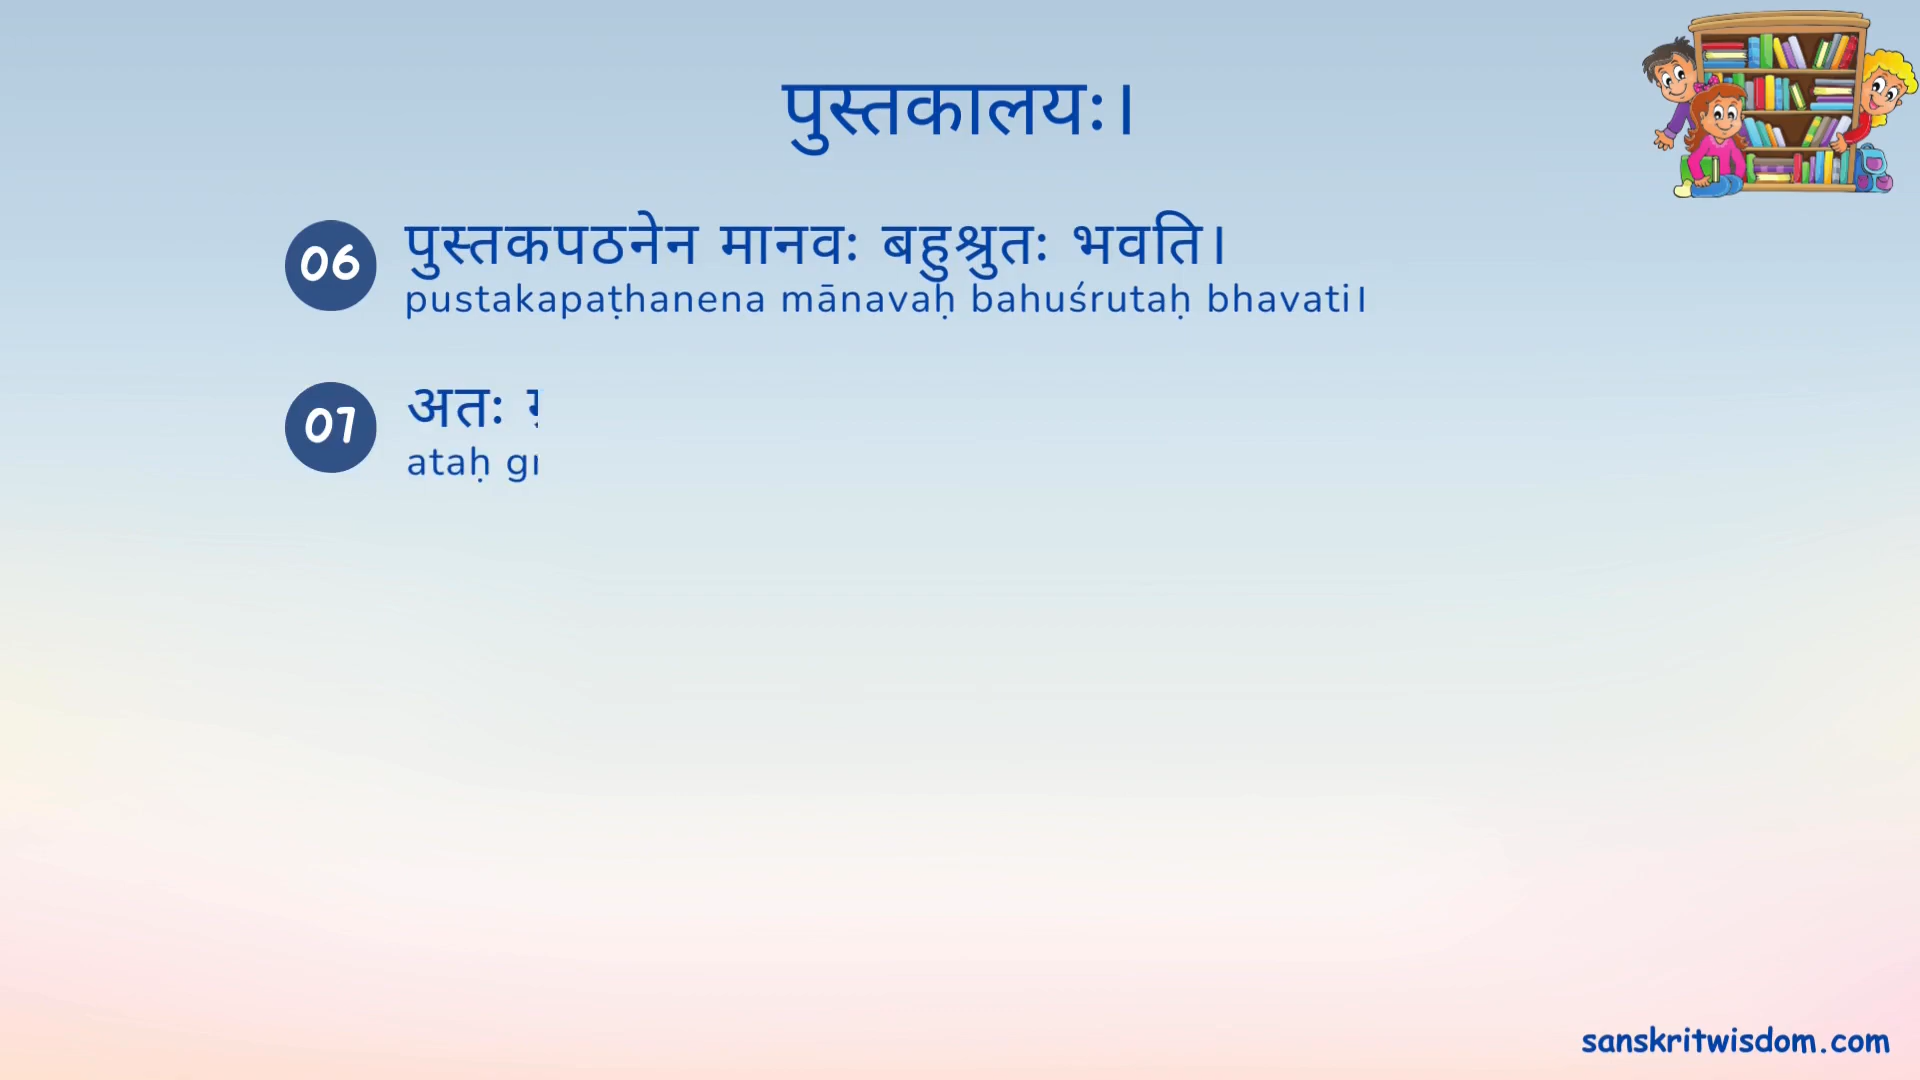 पुस्तकालयः।
06
पुस्तकपठनेन मानवः बहुश्रुतः भवति।
pustakapaṭhanena mānavaḥ bahuśrutaḥ bhavati।
07
अतः
ataḥ
sanskritwisdom.com